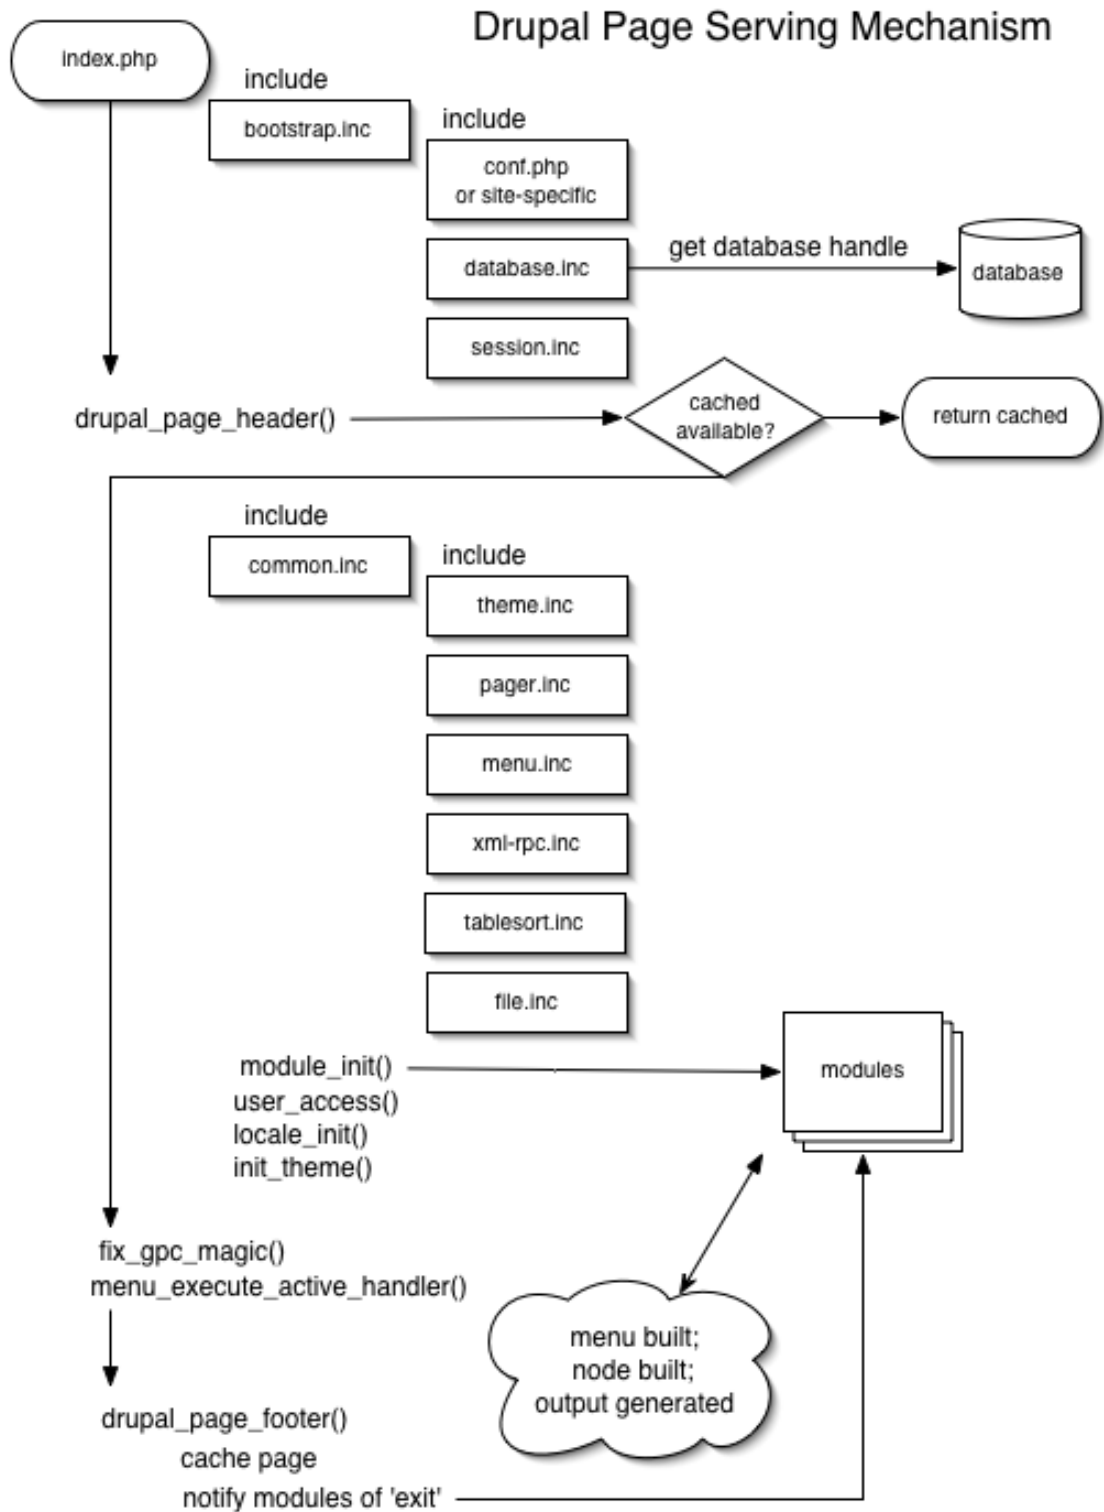 Drupal Page Serving Mechanism
index.php
include
bootstrap.inc
include
conf.php
or site-specific
database.inc
get database handle
database
session.inc
drupal_page_header()
cached
available?
return cached
include
common.inc
include
theme.inc
pager.inc
menu.inc
xml-rpc.inc
tablesort.inc
file.inc
module_init()
user_access()
locale_init()
init_theme()
modules
fix_gpc_magic()
menu_execute_active_handler()
menu built;
node built;
output generated
drupal_page_footer()
cache page
notify modules of 'exit'